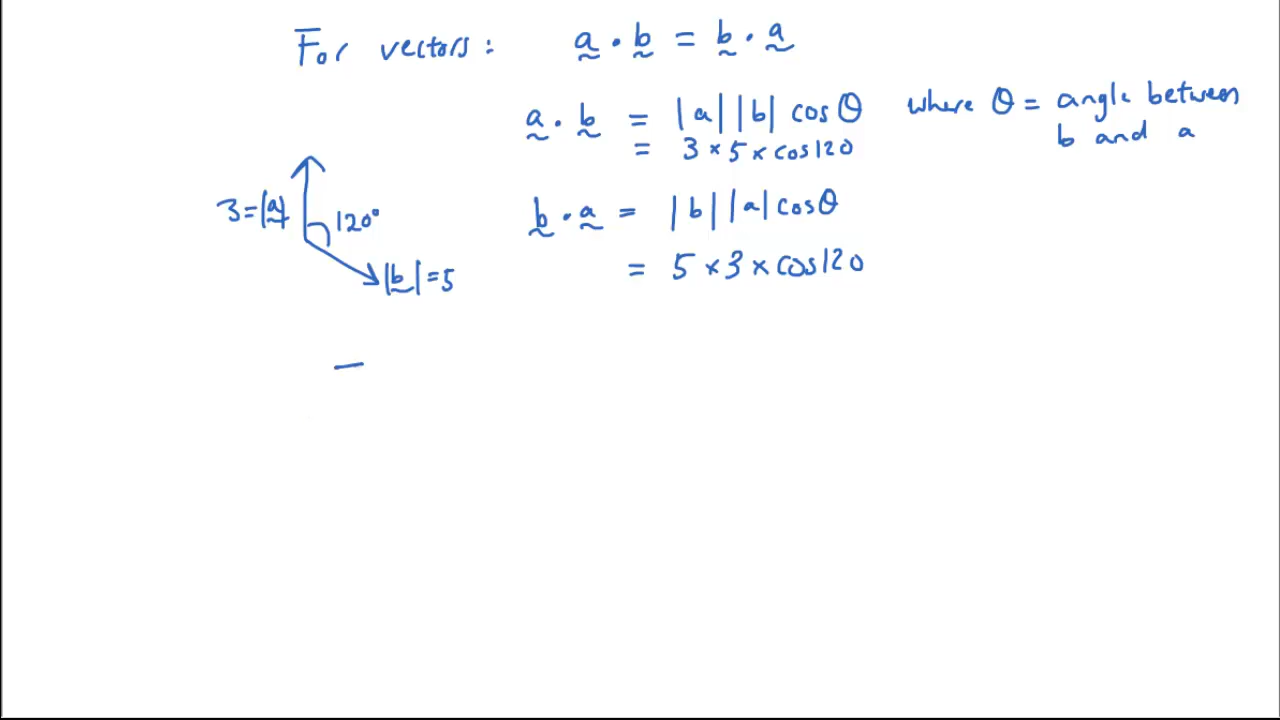 For vectors: a · b = b · a
a · b = |a| |b| cos θ where θ = angle between
b and a
= 3 × 5 × cos 120
3 = |a|
120°
|b| = 5
b · a = |b| |a| cos θ
= 5 × 3 × cos 120